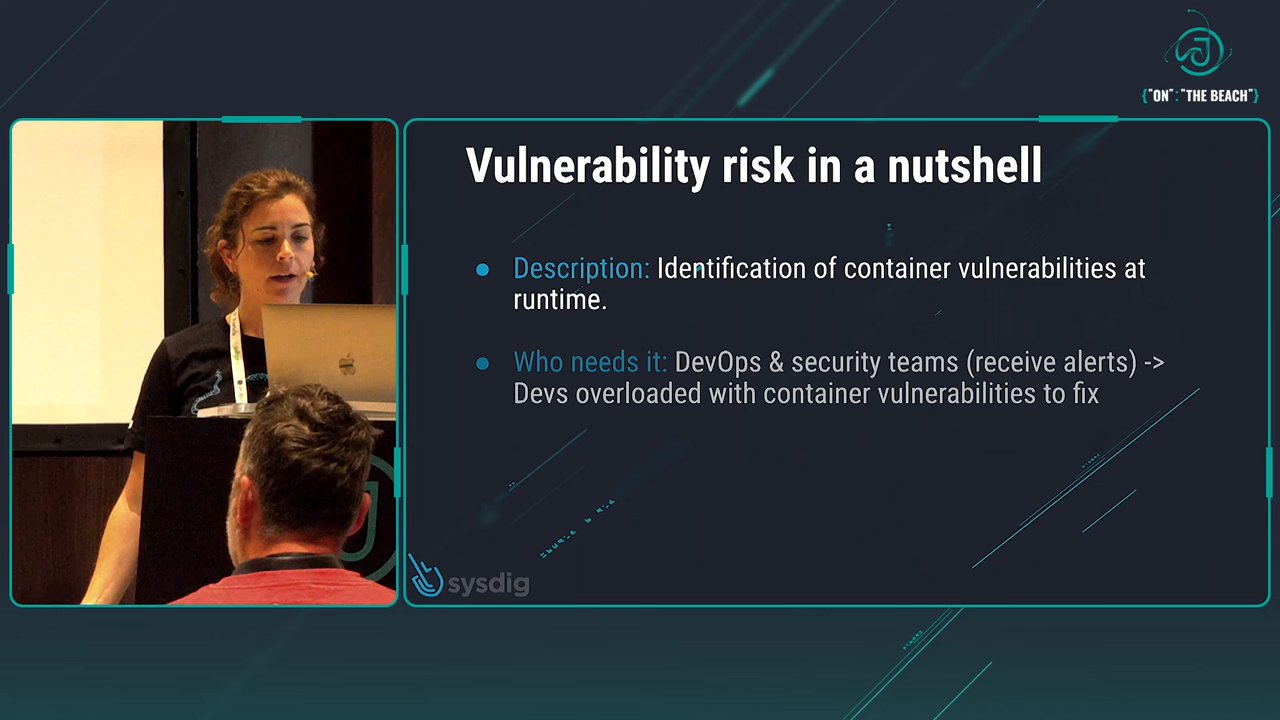 {"ON":"THE BEACH"}
Vulnerability risk in a nutshell
● Description: Identification of container vulnerabilities at
runtime.
● Who needs it: DevOps & security teams (receive alerts) ->
Devs overloaded with container vulnerabilities to fix
sysdig